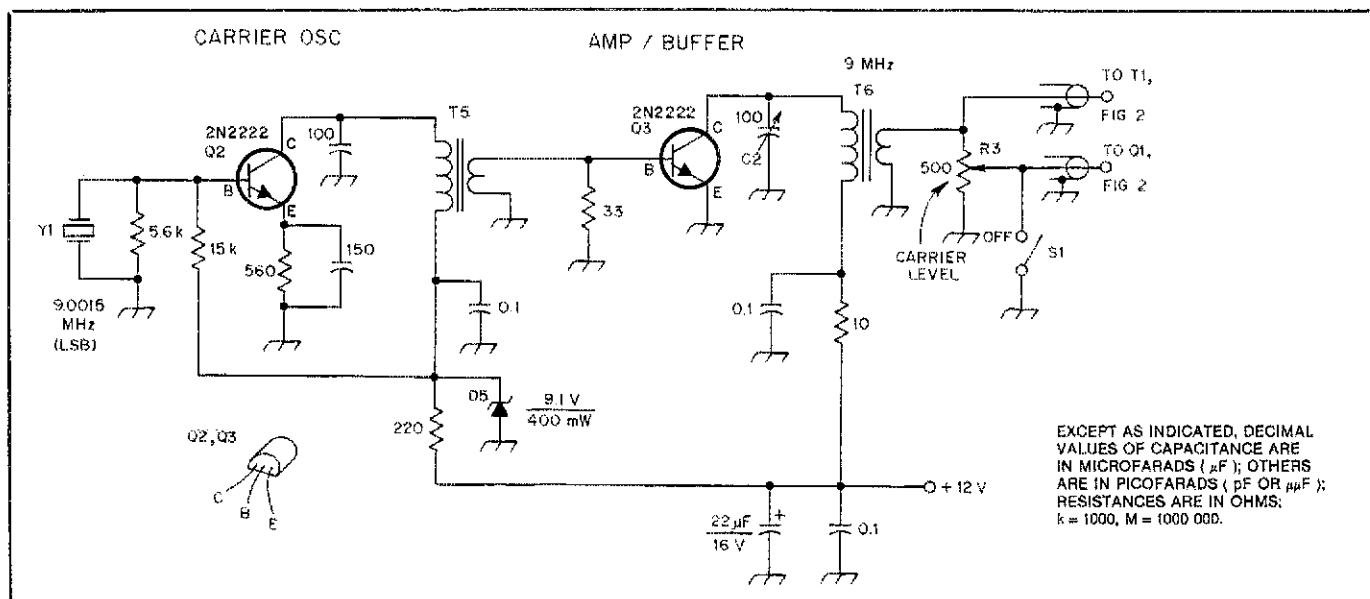 CARRIER OSC
AMP / BUFFER
9 MHz
T6
TO T1,
FIG 2
T5
2N2222
Q2
C
100
B
E
2N2222
Q3
C
100
C2
B
E
R3
500
TO Q1,
FIG 2
Y1
5.6k
15k
560
150
33
OFF
S1
CARRIER
LEVEL
9.0015
MHz
(LSB)
0.1
0.1
10
D5
9.1 V
400 mW
220
Q2, Q3
C
B
E
+12 V
22 µF
16 V
+
0.1
EXCEPT AS INDICATED, DECIMAL
VALUES OF CAPACITANCE ARE
IN MICROFARADS ( µF ); OTHERS
ARE IN PICOFARADS ( pF OR µµF );
RESISTANCES ARE IN OHMS;
k = 1000, M = 1000 000.